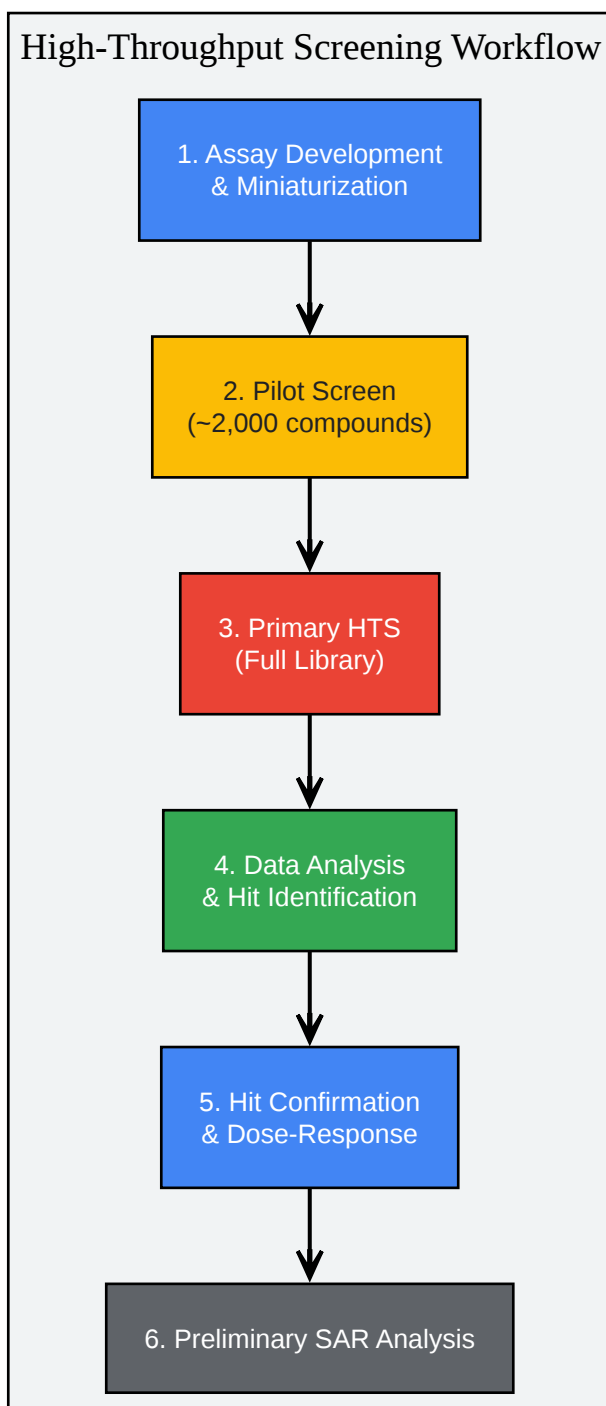 High-Throughput Screening Workflow
1. Assay Development
& Miniaturization
2. Pilot Screen
(~2,000 compounds)
3. Primary HTS
(Full Library)
4. Data Analysis
& Hit Identification
5. Hit Confirmation
& Dose-Response
6. Preliminary SAR Analysis